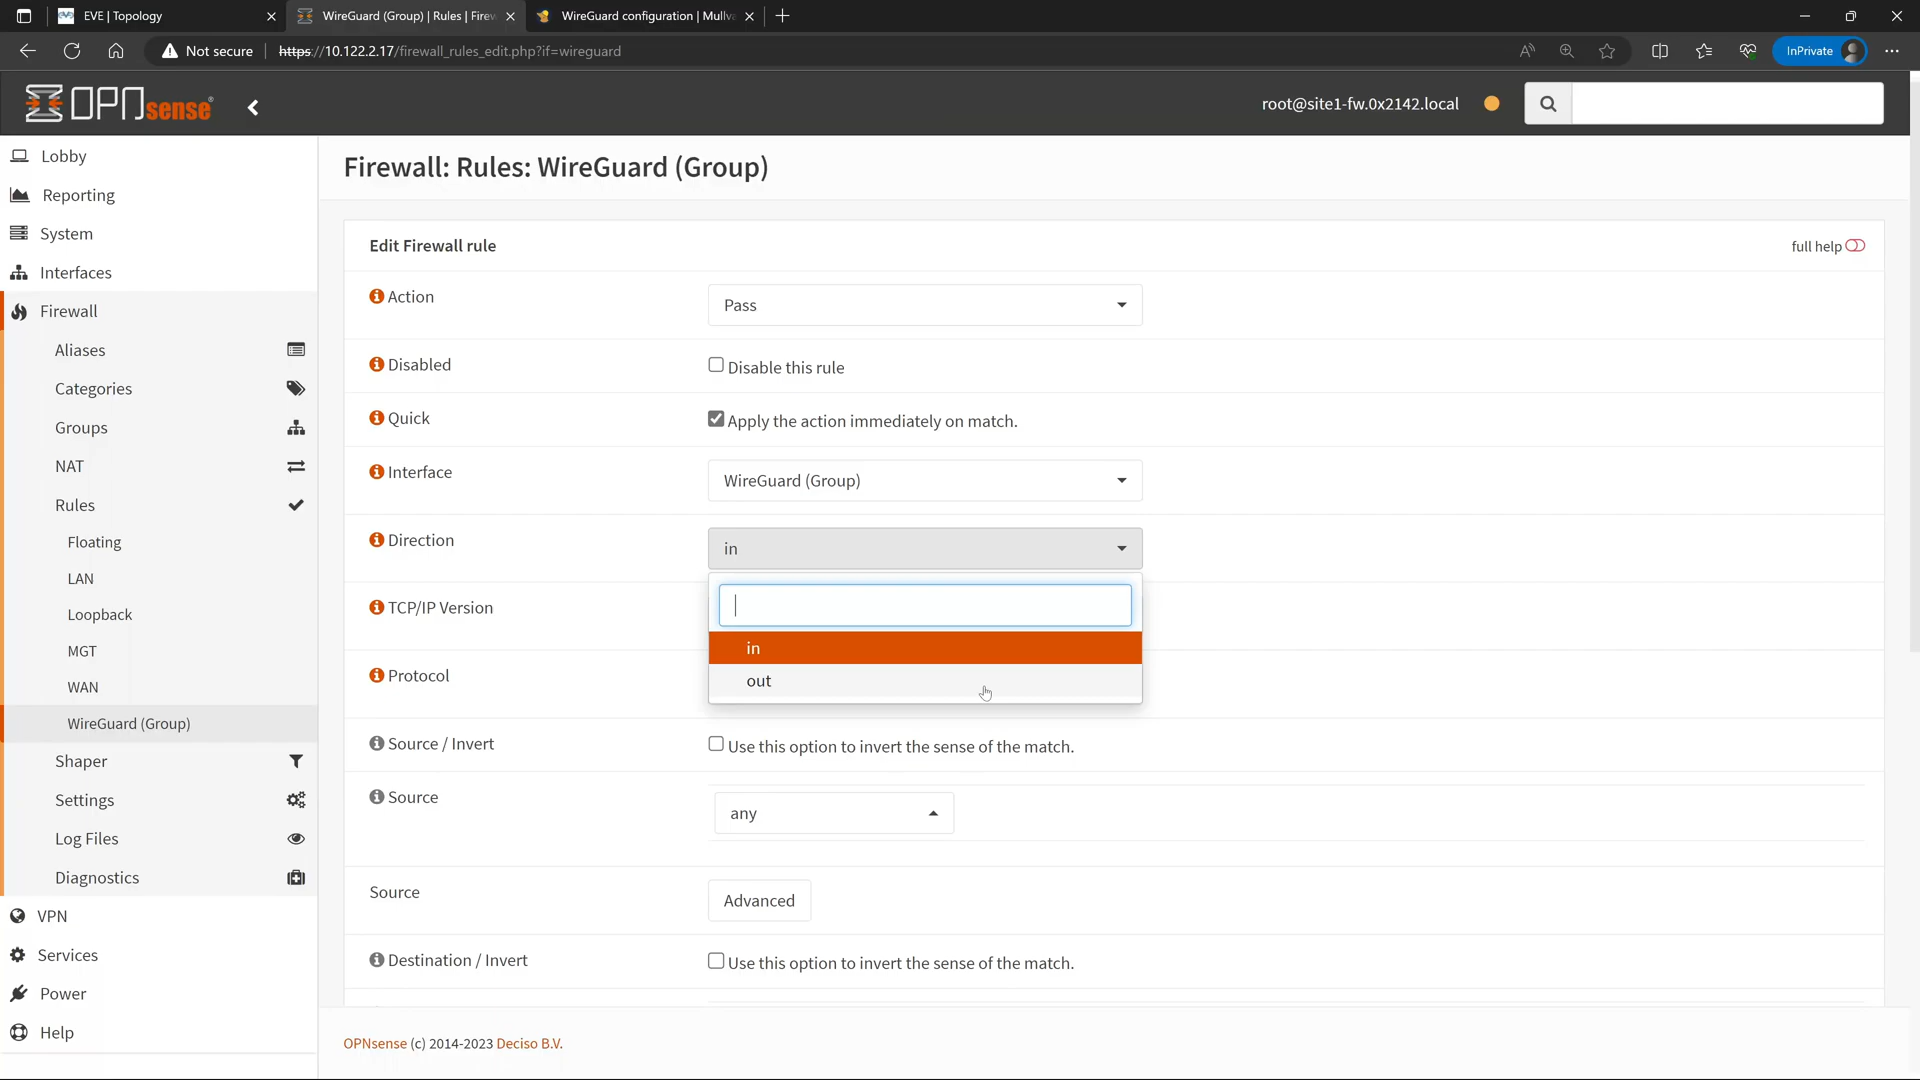 EVE | Topology
WireGuard (Group) | Rules | Firew
WireGuard configuration | Mullva
Not secure
https://10.122.2.17/firewall_rules_edit.php?if=wireguard
InPrivate
OPNsense
root@site1-fw.0x2142.local
Lobby
Reporting
System
Interfaces
Firewall
Aliases
Categories
Groups
NAT
Rules
Floating
LAN
Loopback
MGT
WAN
WireGuard (Group)
Shaper
Settings
Log Files
Diagnostics
VPN
Services
Power
Help
Firewall: Rules: WireGuard (Group)
Edit Firewall rule
full help
Action
Pass
Disabled
Disable this rule
Quick
Apply the action immediately on match.
Interface
WireGuard (Group)
Direction
in
in
out
TCP/IP Version
Protocol
Source / Invert
Use this option to invert the sense of the match.
Source
any
Source
Advanced
Destination / Invert
Use this option to invert the sense of the match.
OPNsense (c) 2014-2023 Deciso B.V.